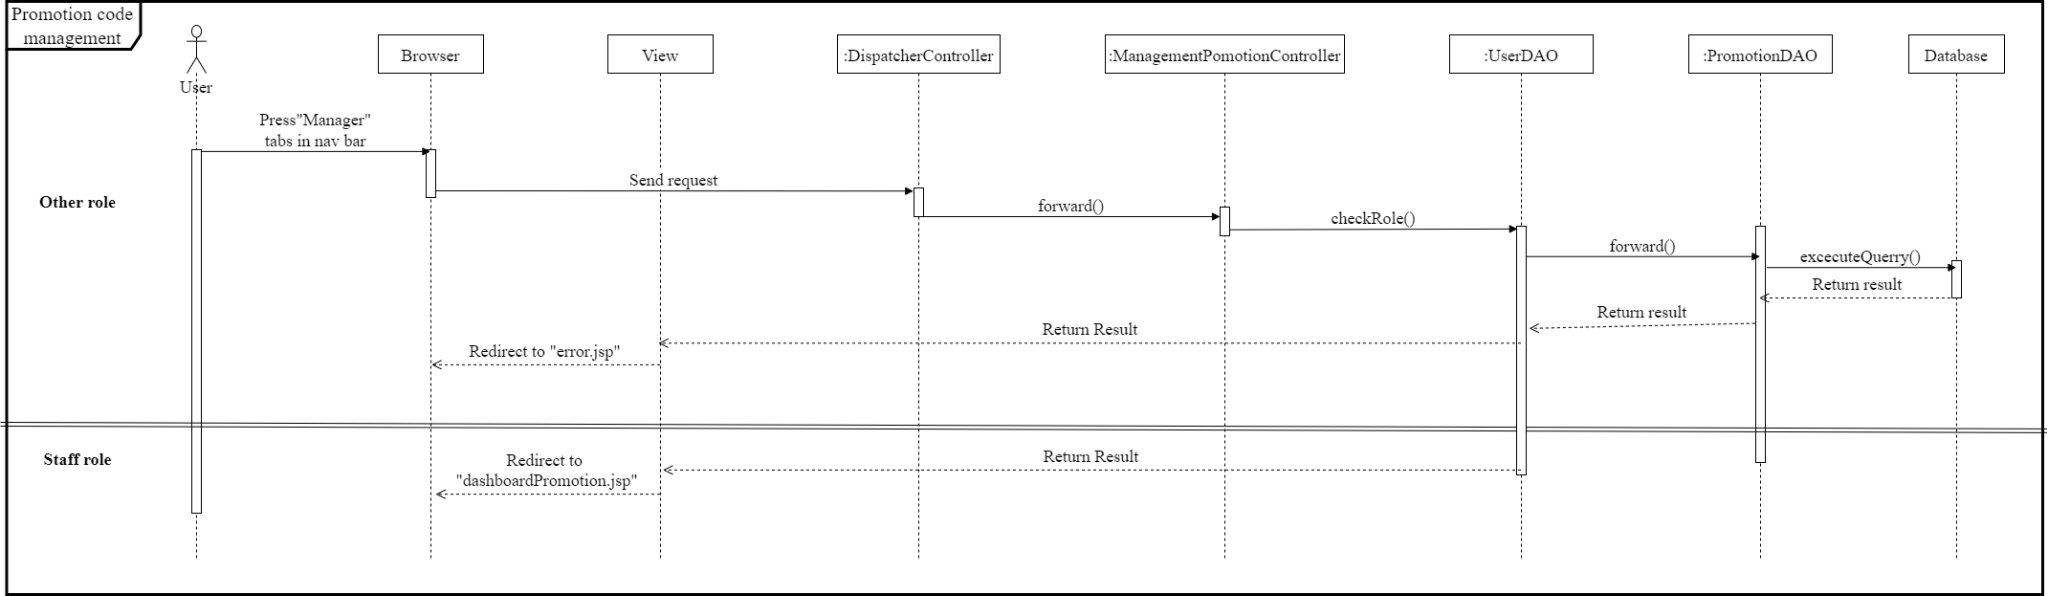 Promotion code
management
User
Browser
View
:DispatcherController
:ManagementPomotionController
:UserDAO
:PromotionDAO
Database
Press"Manager"
tabs in nav bar
Send request
Other role
forward()
checkRole()
forward()
excecuteQuerry()
Return result
Return result
Return Result
Redirect to "error.jsp"
Staff role
Return Result
Redirect to
"dashboardPromotion.jsp"